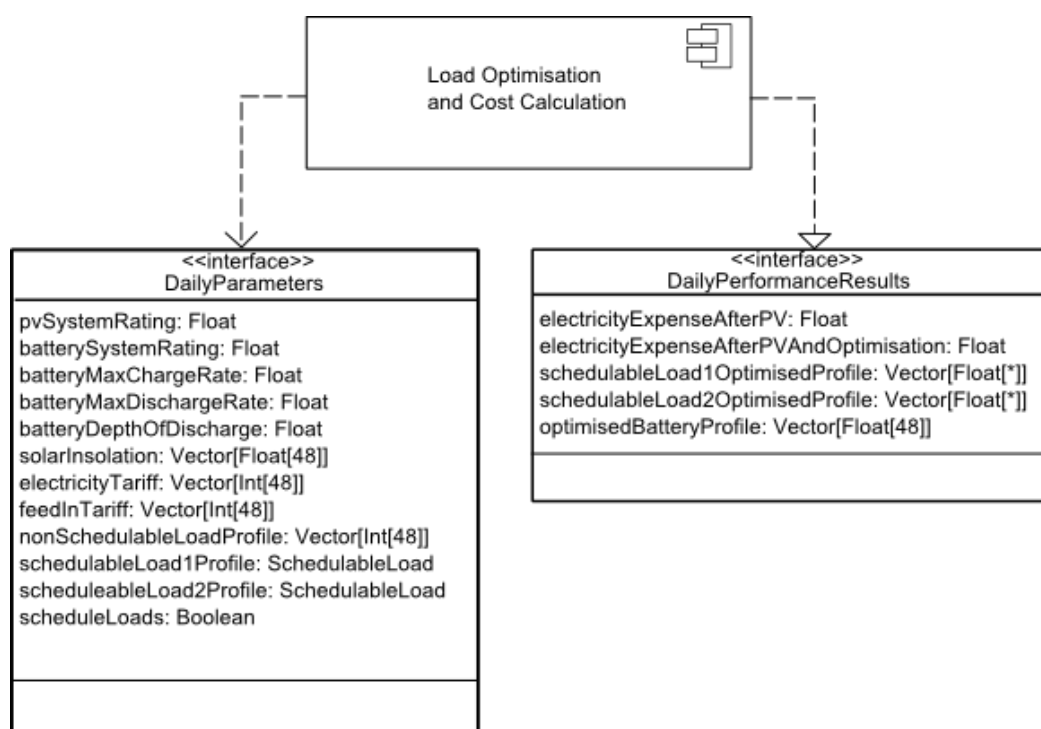 Load Optimisation
and Cost Calculation
<<interface>>
DailyParameters
pvSystemRating: Float
batterySystemRating: Float
batteryMaxChargeRate: Float
batteryMaxDischargeRate: Float
batteryDepthOfDischarge: Float
solarInsolation: Vector[Float[48]]
electricityTariff: Vector[Int[48]]
feedInTariff: Vector[Int[48]]
nonSchedulableLoadProfile: Vector[Int[48]]
schedulableLoad1Profile: SchedulableLoad
scheduleableLoad2Profile: SchedulableLoad
scheduleLoads: Boolean
<<interface>>
DailyPerformanceResults
electricityExpenseAfterPV: Float
electricityExpenseAfterPVAndOptimisation: Float
schedulableLoad1OptimisedProfile: Vector[Float[*]]
schedulableLoad2OptimisedProfile: Vector[Float[*]]
optimisedBatteryProfile: Vector[Float[48]]